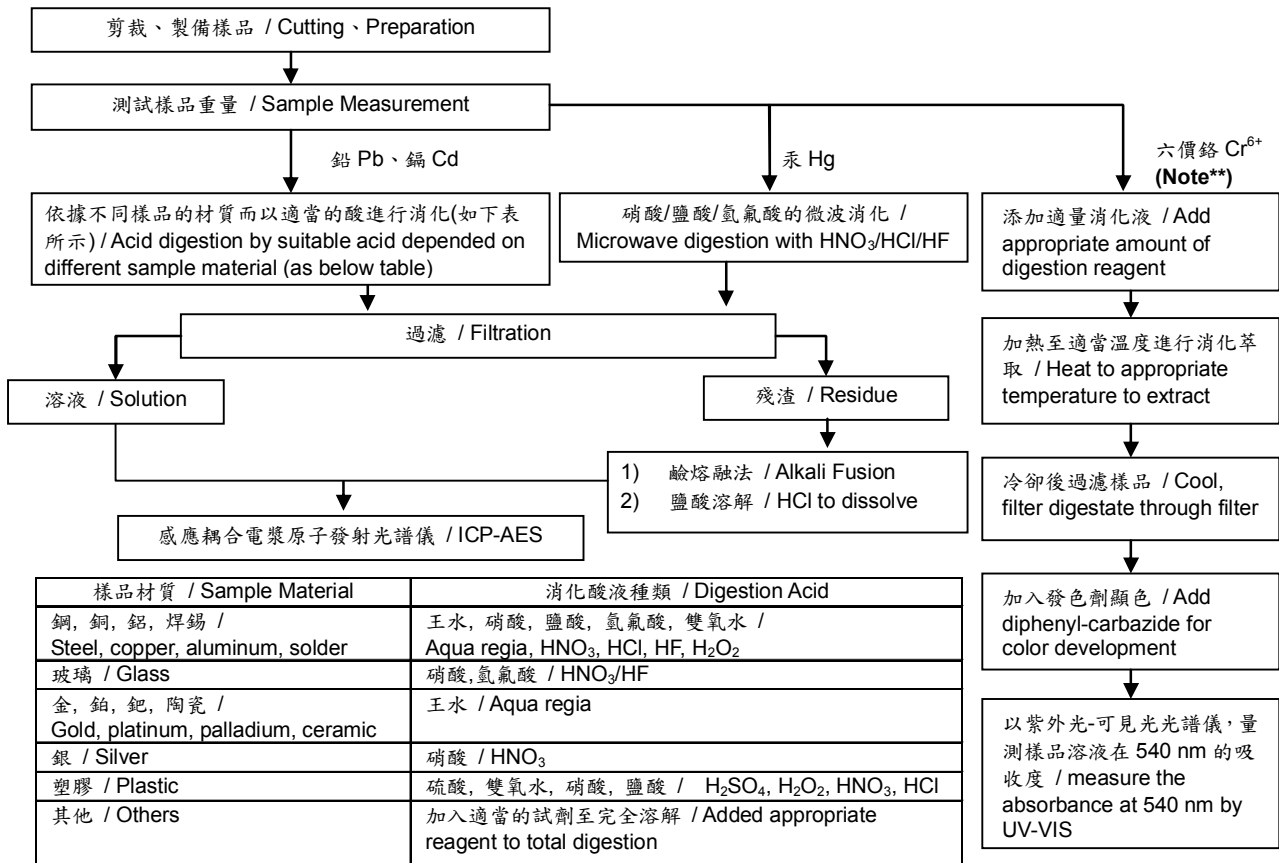 剪裁、製備樣品 / Cutting、Preparation
測試樣品重量 / Sample Measurement
鉛 Pb、鎘 Cd
汞 Hg
六價鉻 Cr⁶⁺
(Note**)
依據不同樣品的材質而以適當的酸進行消化(如下表
所示) / Acid digestion by suitable acid depended on
different sample material (as below table)
硝酸/鹽酸/氫氟酸的微波消化 /
Microwave digestion with HNO₃/HCl/HF
添加適量消化液 / Add
appropriate amount of
digestion reagent
過濾 / Filtration
加熱至適當溫度進行消化萃
取 / Heat to appropriate
temperature to extract
溶液 / Solution
殘渣 / Residue
1) 鹼熔融法 / Alkali Fusion
2) 鹽酸溶解 / HCl to dissolve
冷卻後過濾樣品 / Cool,
filter digestate through filter
感應耦合電漿原子發射光譜儀 / ICP-AES
加入發色劑顯色 / Add
diphenyl-carbazide for
color development
以紫外光-可見光光譜儀，量
測樣品溶液在 540 nm 的吸
收度 / measure the
absorbance at 540 nm by
UV-VIS
樣品材質 / Sample Material
消化酸液種類 / Digestion Acid
鋼, 銅, 鋁, 焊錫 /
Steel, copper, aluminum, solder
王水, 硝酸, 鹽酸, 氫氟酸, 雙氧水 /
Aqua regia, HNO₃, HCl, HF, H₂O₂
玻璃 / Glass
硝酸,氫氟酸 / HNO₃/HF
金, 鉑, 鈀, 陶瓷 /
Gold, platinum, palladium, ceramic
王水 / Aqua regia
銀 / Silver
硝酸 / HNO₃
塑膠 / Plastic
硫酸, 雙氧水, 硝酸, 鹽酸 / H₂SO₄, H₂O₂, HNO₃, HCl
其他 / Others
加入適當的試劑至完全溶解 / Added appropriate
reagent to total digestion